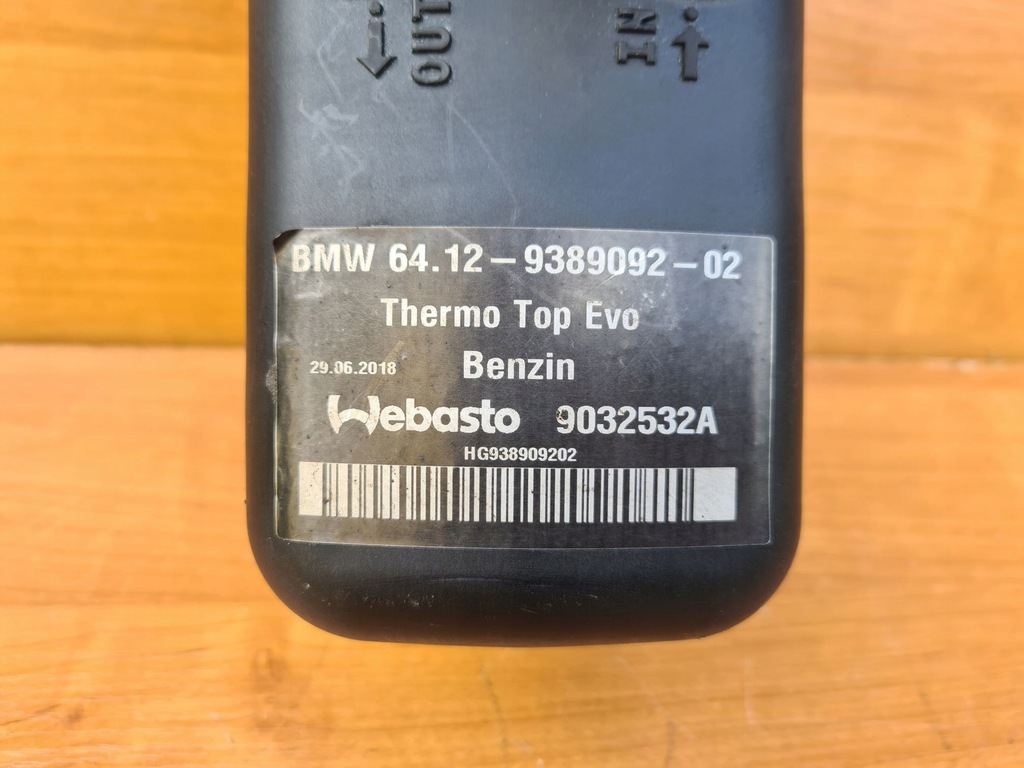 OUT
IN
BMW 64.12-9389092-02
Thermo Top Evo
29.06.2018 Benzin
Webasto 9032532A
HG938909202